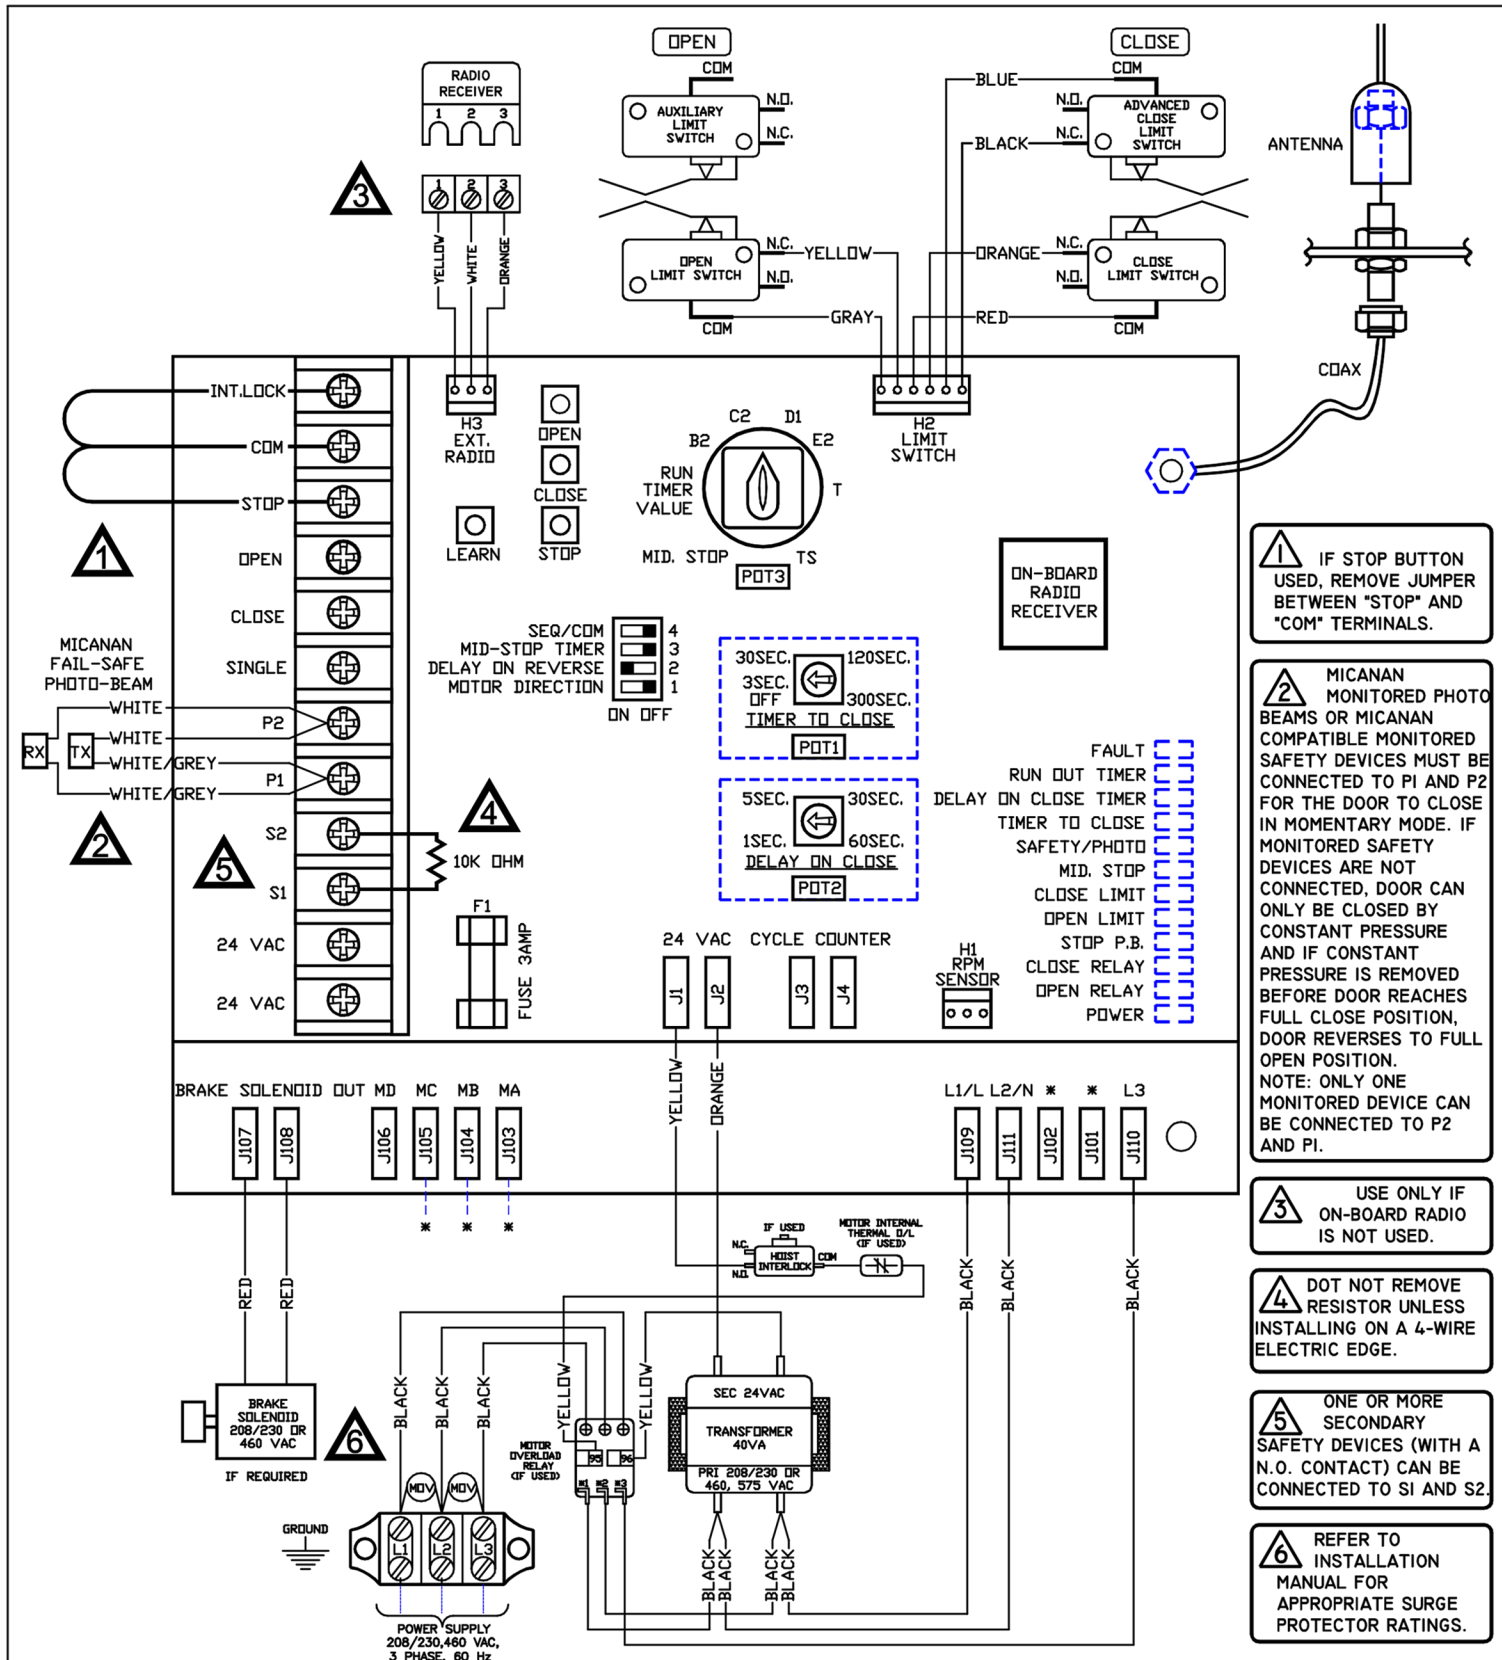 OPEN
CLOSE
RADIO
RECEIVER
1 2 3
COM
AUXILIARY
LIMIT
SWITCH
N.O.
N.C.
BLUE
BLACK
COM
N.O.
N.C.
ADVANCED
CLOSE
LIMIT
SWITCH
ANTENNA
3
1 2 3
YELLOW
WHITE
ORANGE
OPEN
LIMIT SWITCH
N.C.
N.O.
COM
YELLOW
GRAY
ORANGE
RED
N.C.
N.O.
CLOSE
LIMIT SWITCH
COM
COAX
INT.LOCK
COM
STOP
OPEN
CLOSE
SINGLE
P2
P1
S2
S1
24 VAC
24 VAC
1
MICANAN
FAIL-SAFE
PHOTO-BEAM
WHITE
WHITE
WHITE/GREY
WHITE/GREY
RX
TX
2
5
4
10K OHM
H3
EXT.
RADIO
OPEN
CLOSE
STOP
LEARN
H2
LIMIT
SWITCH
B2
C2
D1
E2
T
TS
RUN
TIMER
VALUE
MID. STOP
POT3
ON-BOARD
RADIO
RECEIVER
SEQ/COM 4
MID-STOP TIMER 3
DELAY ON REVERSE 2
MOTOR DIRECTION 1
ON OFF
30SEC.
120SEC.
3SEC.
OFF
300SEC.
TIMER TO CLOSE
POT1
5SEC.
30SEC.
1SEC.
60SEC.
DELAY ON CLOSE
POT2
FAULT
RUN OUT TIMER
DELAY ON CLOSE TIMER
TIMER TO CLOSE
SAFETY/PHOTO
MID. STOP
CLOSE LIMIT
OPEN LIMIT
STOP P.B.
CLOSE RELAY
OPEN RELAY
POWER
F1
FUSE 3AMP
24 VAC
CYCLE COUNTER
J1
J2
J3
J4
H1
RPM
SENSOR
YELLOW
ORANGE
BRAKE SOLENOID OUT MD MC MB MA
J107
J108
J106
J105
J104
J103
* * *
L1/L L2/N * * L3
J109
J111
J102
J101
J110
RED
RED
BRAKE
SOLENOID
208/230 OR
460 VAC
IF REQUIRED
6
BLACK
BLACK
BLACK
MOV
MOV
GROUND
L1
L2
L3
POWER SUPPLY
208/230,460 VAC,
3 PHASE, 60 Hz
IF USED
N.C.
N.O.
HOIST
INTERLOCK
COM
MOTOR INTERNAL
THERMAL O/L
(IF USED)
YELLOW
YELLOW
MOTOR
OVERLOAD
RELAY
(IF USED)
95
96
*1 *2 *3
SEC 24VAC
TRANSFORMER
40VA
PRI 208/230 OR
460, 575 VAC
BLACK
BLACK
BLACK
BLACK
BLACK
BLACK
BLACK
1 IF STOP BUTTON
USED, REMOVE JUMPER
BETWEEN "STOP" AND
"COM" TERMINALS.
2 MICANAN
MONITORED PHOTO
BEAMS OR MICANAN
COMPATIBLE MONITORED
SAFETY DEVICES MUST BE
CONNECTED TO P1 AND P2
FOR THE DOOR TO CLOSE
IN MOMENTARY MODE. IF
MONITORED SAFETY
DEVICES ARE NOT
CONNECTED, DOOR CAN
ONLY BE CLOSED BY
CONSTANT PRESSURE
AND IF CONSTANT
PRESSURE IS REMOVED
BEFORE DOOR REACHES
FULL CLOSE POSITION,
DOOR REVERSES TO FULL
OPEN POSITION.
NOTE: ONLY ONE
MONITORED DEVICE CAN
BE CONNECTED TO P2
AND P1.
3 USE ONLY IF
ON-BOARD RADIO
IS NOT USED.
4 DOT NOT REMOVE
RESISTOR UNLESS
INSTALLING ON A 4-WIRE
ELECTRIC EDGE.
5 ONE OR MORE
SECONDARY
SAFETY DEVICES (WITH A
N.O. CONTACT) CAN BE
CONNECTED TO S1 AND S2.
6 REFER TO
INSTALLATION
MANUAL FOR
APPROPRIATE SURGE
PROTECTOR RATINGS.